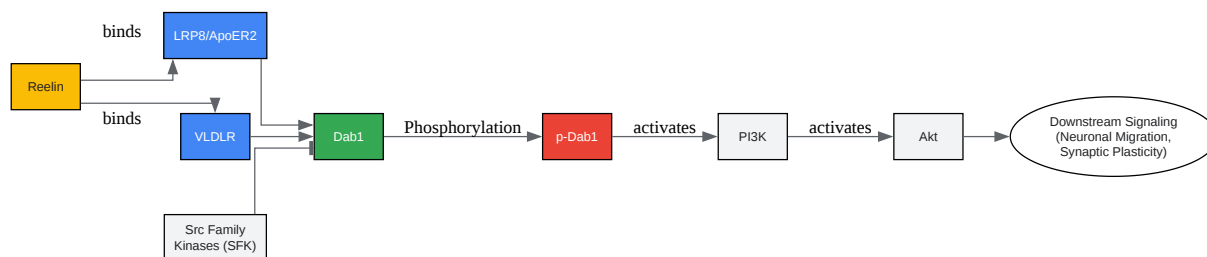 binds
LRP8/ApoER2
Reelin
binds
VLDLR
Dab1
Phosphorylation
p-Dab1
activates
PI3K
activates
Akt
Downstream Signaling
(Neuronal Migration,
Synaptic Plasticity)
Src Family
Kinases (SFK)